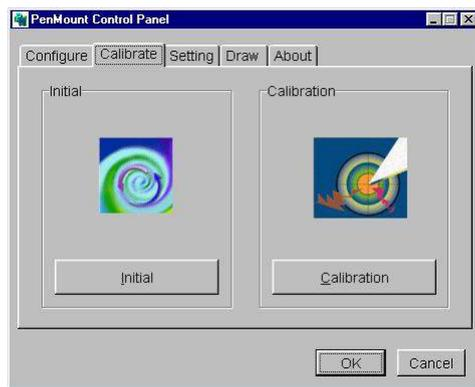 PenMount Control Panel
Configure Calibrate Setting Draw About
Initial Calibration
Initial Calibration
OK Cancel